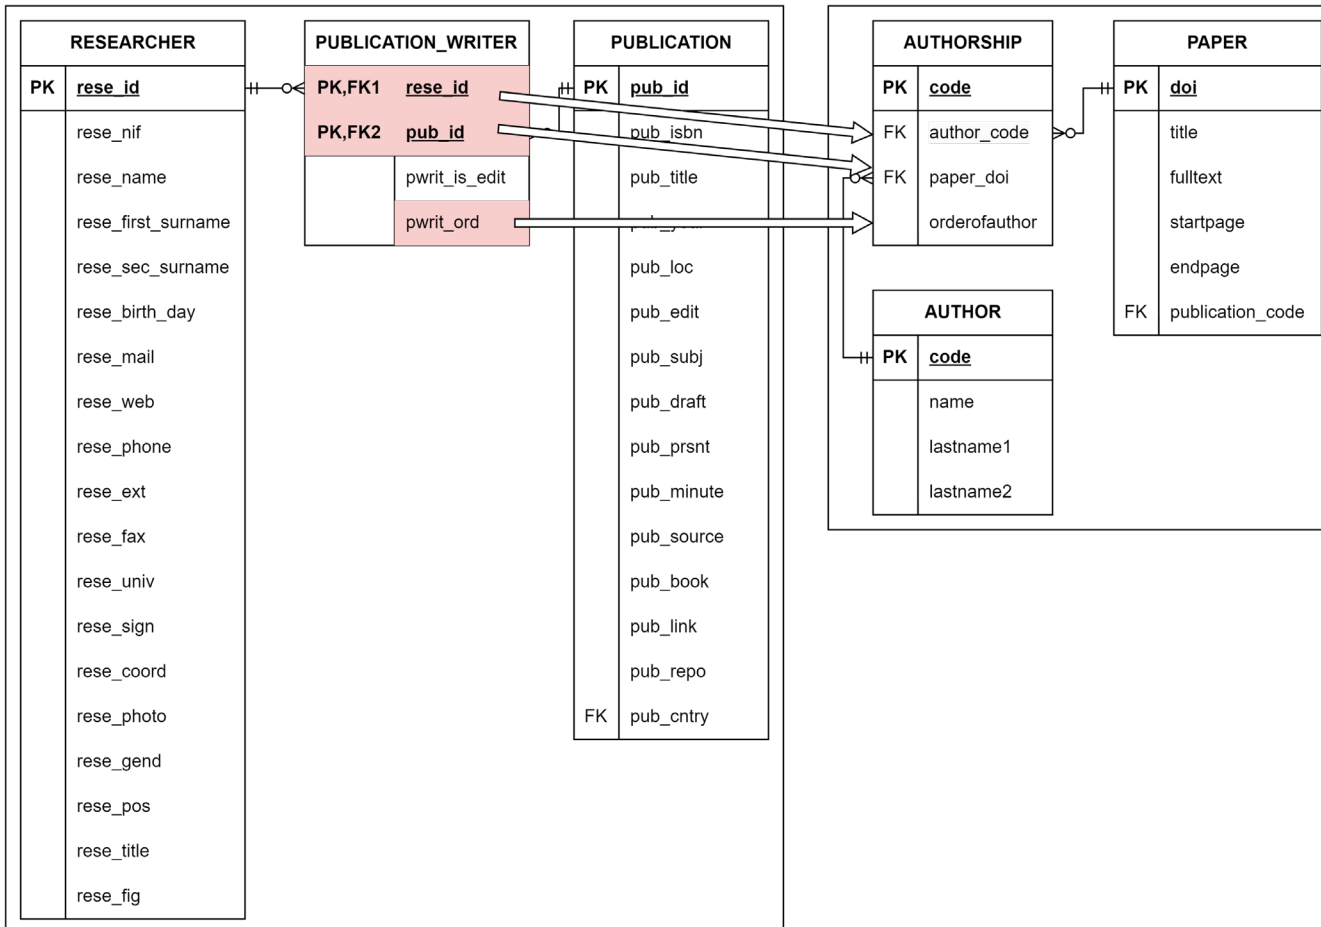 RESEARCHER
PK rese_id
rese_nif
rese_name
rese_first_surname
rese_sec_surname
rese_birth_day
rese_mail
rese_web
rese_phone
rese_ext
rese_fax
rese_univ
rese_sign
rese_coord
rese_photo
rese_gend
rese_pos
rese_title
rese_fig
PUBLICATION_WRITER
PK,FK1 rese_id
PK,FK2 pub_id
pwrit_is_edit
pwrit_ord
PUBLICATION
PK pub_id
pub_isbn
pub_title
pub_loc
pub_edit
pub_subj
pub_draft
pub_prsnt
pub_minute
pub_source
pub_book
pub_link
pub_repo
FK pub_cntry
AUTHORSHIP
PK code
FK author_code
FK paper_doi
orderofauthor
AUTHOR
PK code
name
lastname1
lastname2
PAPER
PK doi
title
fulltext
startpage
endpage
FK publication_code